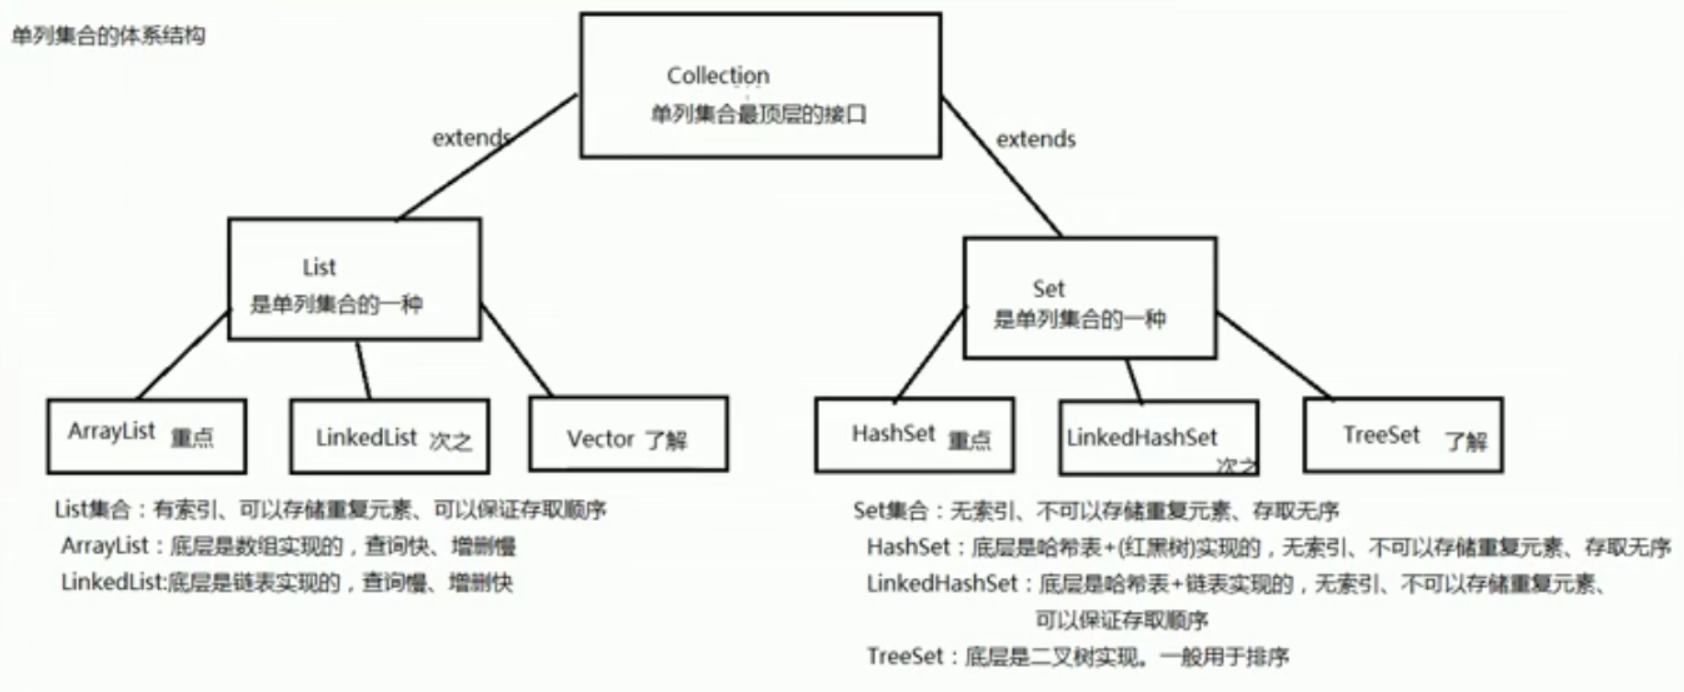 单列集合的体系结构
Collection
单列集合最顶层的接口
extends
extends
List
是单列集合的一种
Set
是单列集合的一种
ArrayList 重点
LinkedList 次之
Vector 了解
HashSet 重点
LinkedHashSet
次之
TreeSet 了解
List集合：有索引、可以存储重复元素、可以保证存取顺序
ArrayList：底层是数组实现的，查询快、增删慢
LinkedList:底层是链表实现的，查询慢、增删快
Set集合：无索引、不可以存储重复元素、存取无序
HashSet：底层是哈希表+(红黑树)实现的，无索引、不可以存储重复元素、存取无序
LinkedHashSet：底层是哈希表+链表实现的，无索引、不可以存储重复元素、
可以保证存取顺序
TreeSet：底层是二叉树实现。一般用于排序